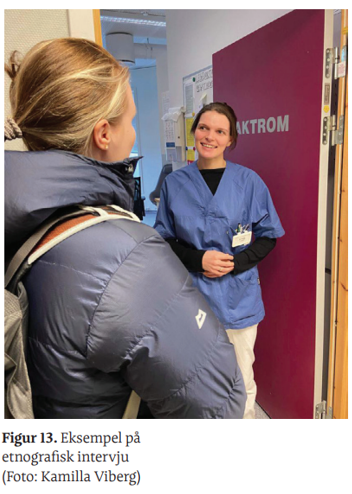 AKTROM
Figur 13. Eksempel på
etnografisk intervju
(Foto: Kamilla Viberg)